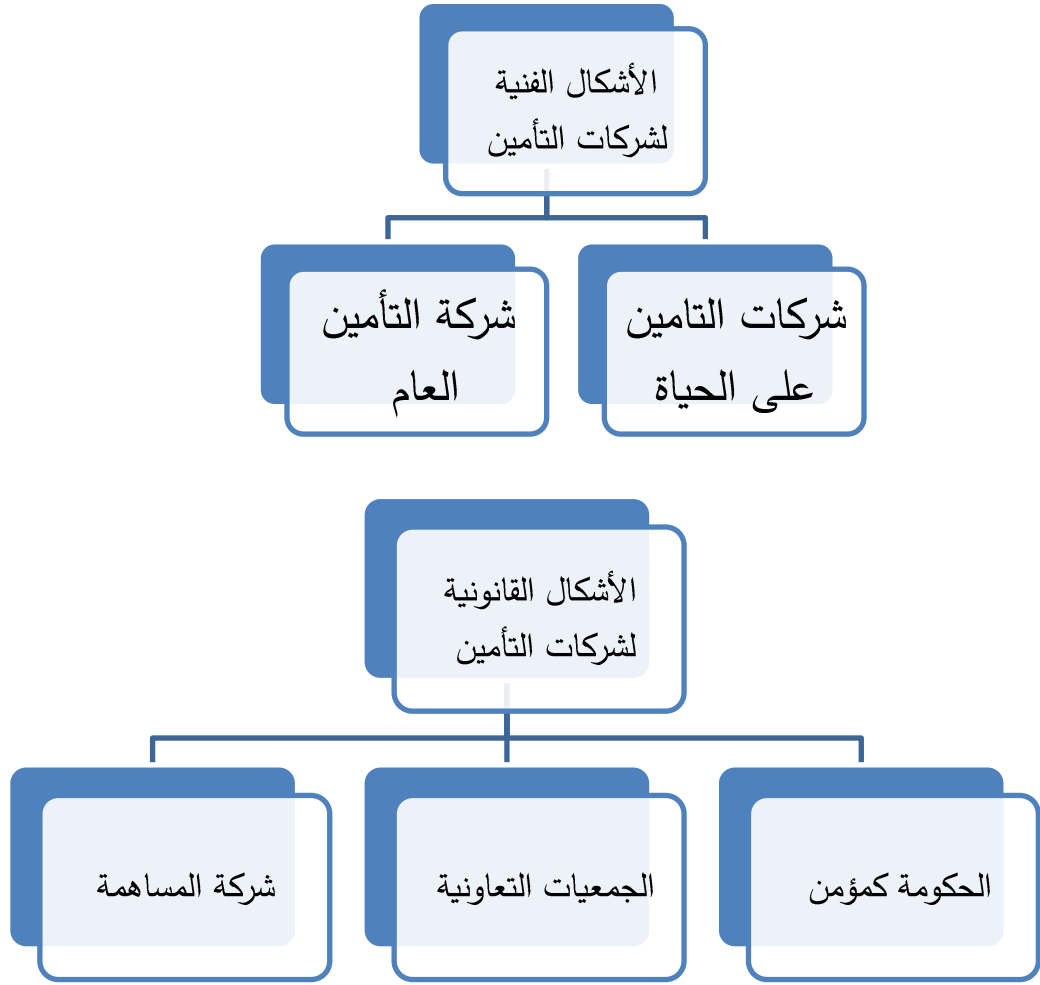 الأشكال الفنية
لشركات التأمين
شركات التامين
على الحياة
شركة التأمين
العام
الأشكال القانونية
لشركات التأمين
الحكومة كمؤمن
الجمعيات التعاونية
شركة المساهمة